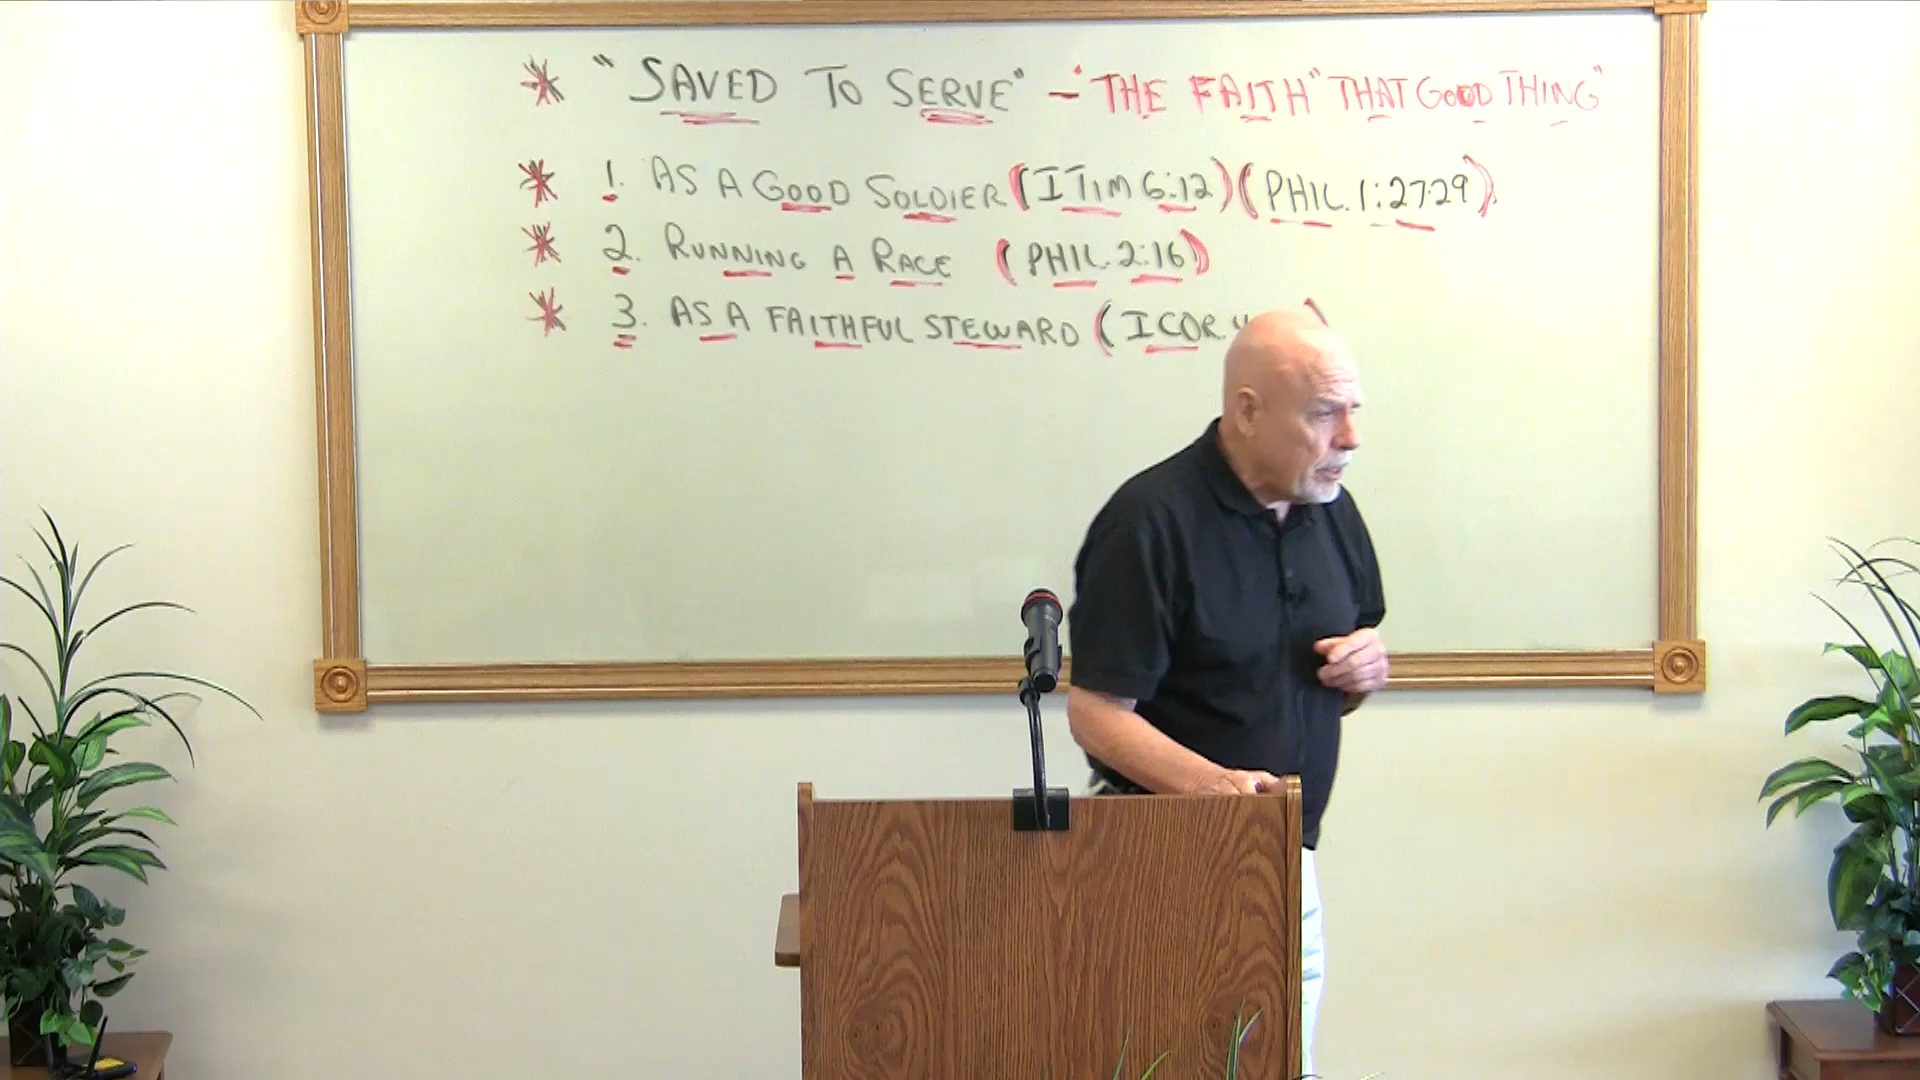 * "SAVED TO SERVE" - "THE FAITH" THAT GOOD THING"
* 1. AS A GOOD SOLDIER (I TIM 6:12) (PHIL. 1:27-29)
* 2. RUNNING A RACE (PHIL. 2:16)
* 3. AS A FAITHFUL STEWARD (I COR.